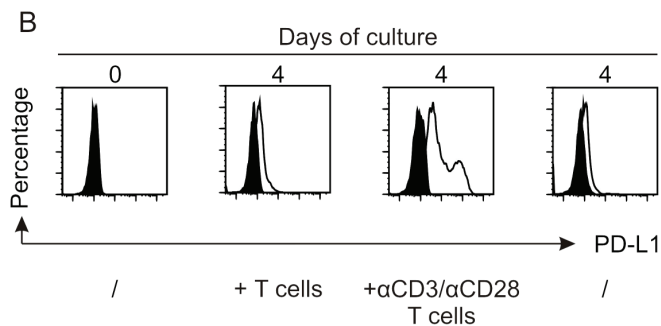 B
Days of culture
0 4 4 4
Percentage
PD-L1
/ + T cells +αCD3/αCD28 /
T cells